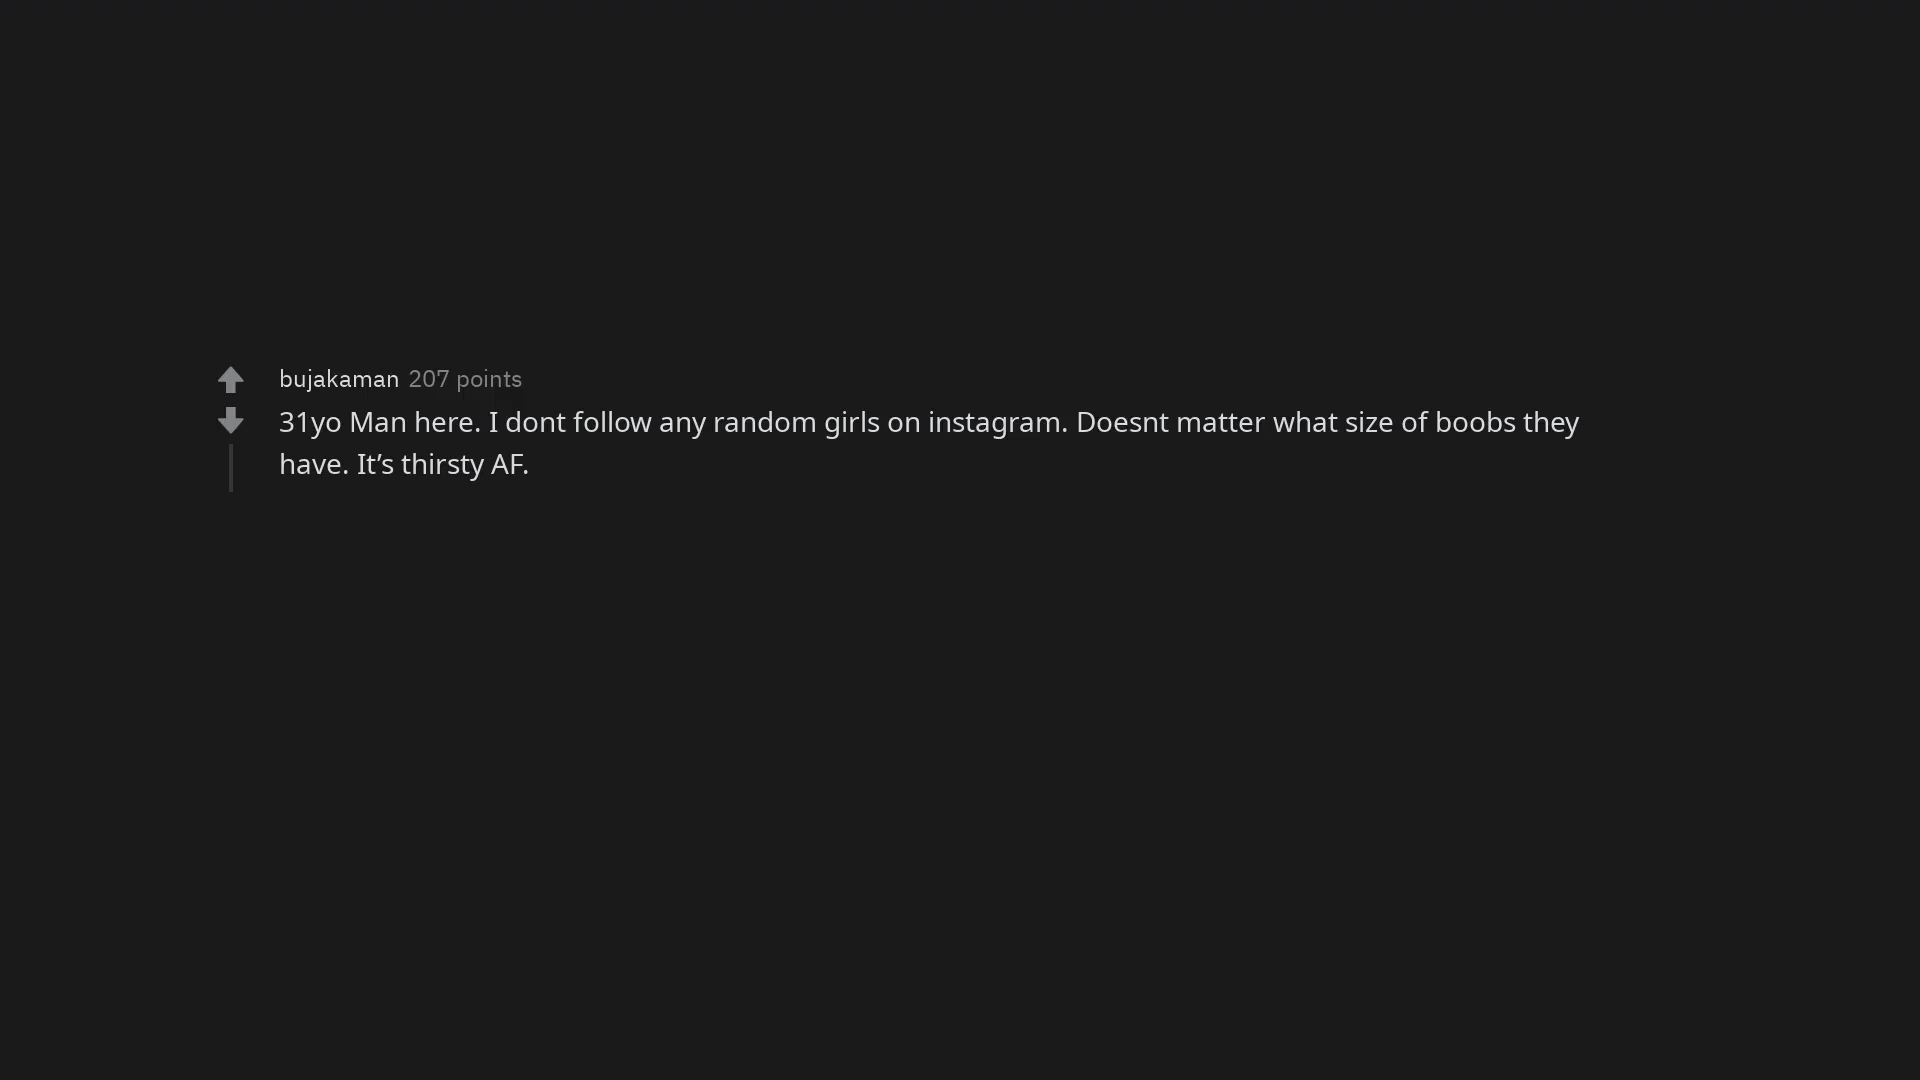 bujakaman 207 points
31yo Man here. I dont follow any random girls on instagram. Doesnt matter what size of boobs they
have. It’s thirsty AF.